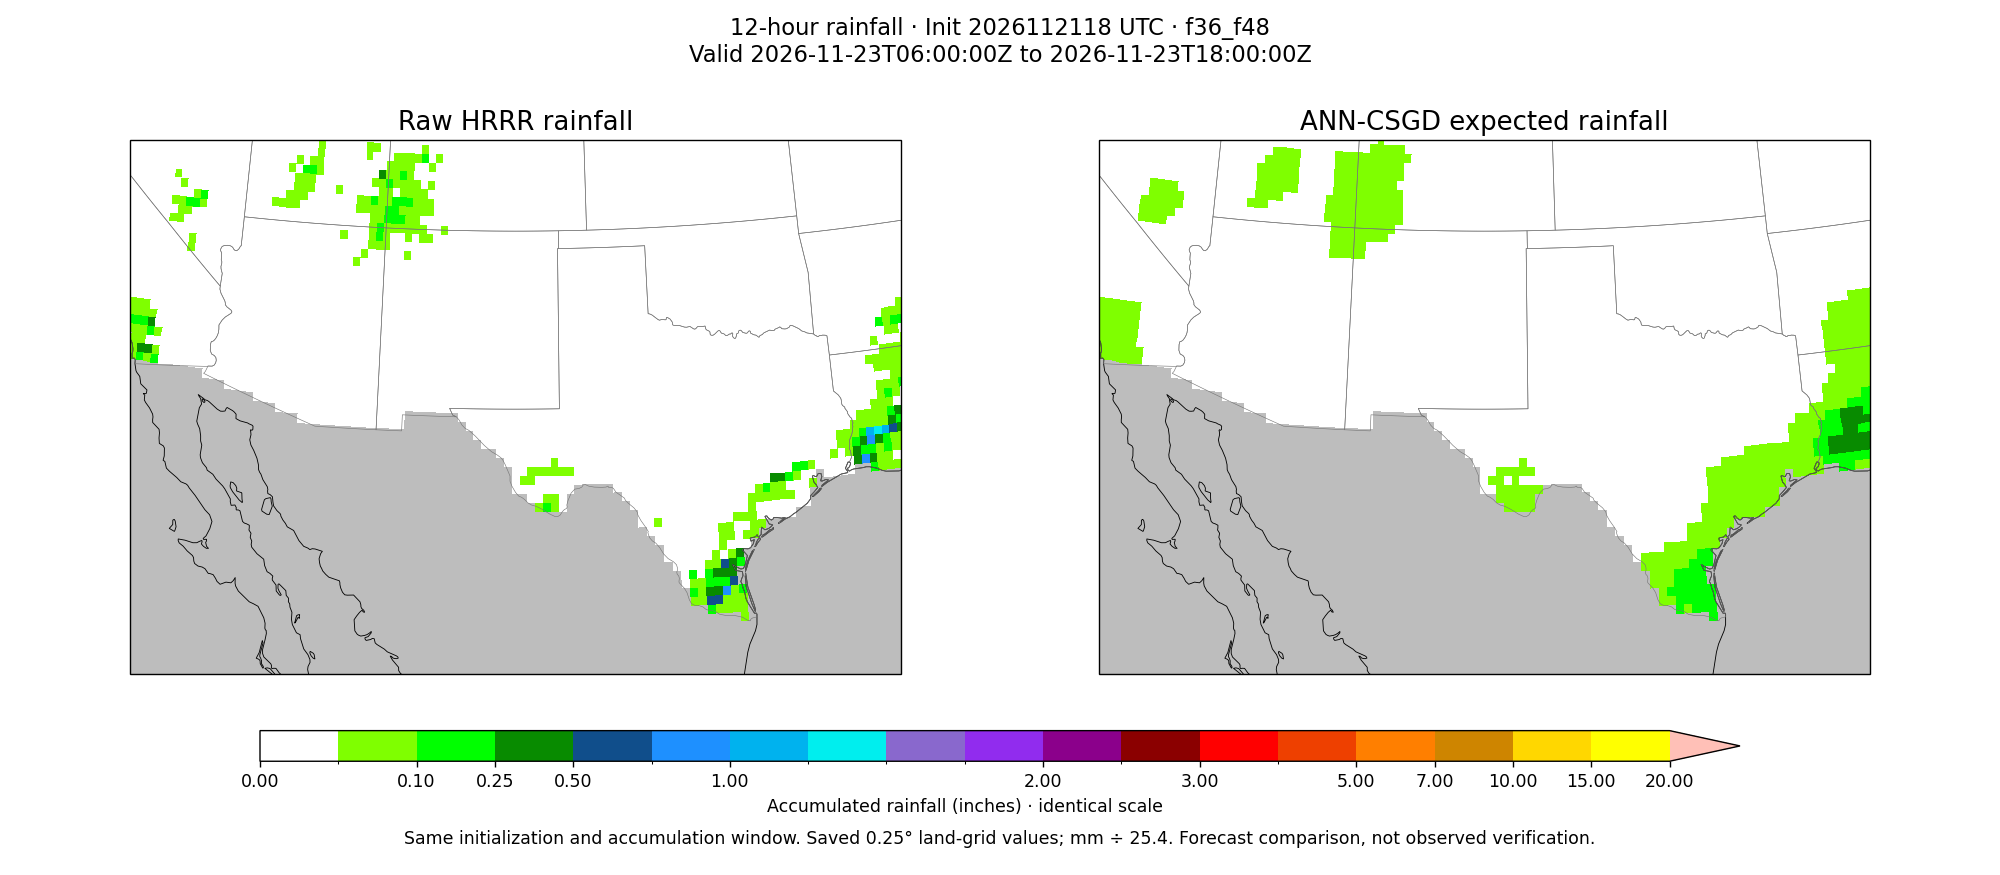 12-hour rainfall · Init 2026112118 UTC · f36_f48
Valid 2026-11-23T06:00:00Z to 2026-11-23T18:00:00Z
Raw HRRR rainfall
ANN-CSGD expected rainfall
0.00 0.10 0.25 0.50 1.00 2.00 3.00 5.00 7.00 10.00 15.00 20.00
Accumulated rainfall (inches) · identical scale
Same initialization and accumulation window. Saved 0.25° land-grid values; mm ÷ 25.4. Forecast comparison, not observed verification.